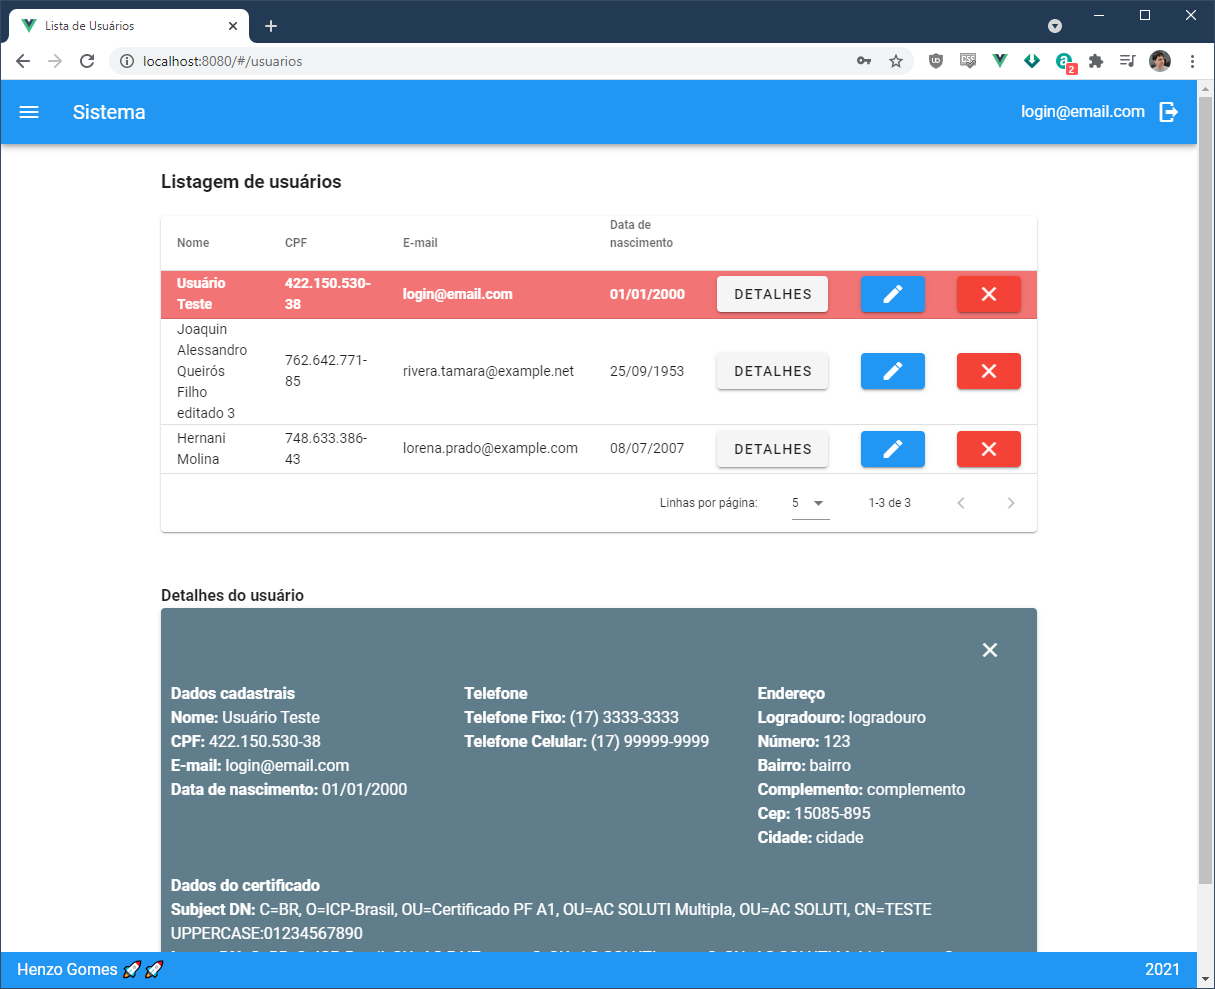 Lista de Usuários
localhost:8080/#/usuarios
2
Sistema
login@email.com
Listagem de usuários
Nome CPF E-mail Data de nascimento
Usuário Teste 422.150.530-38 login@email.com 01/01/2000 DETALHES
Joaquin Alessandro Queirós Filho editado 3 762.642.771-85 rivera.tamara@example.net 25/09/1953 DETALHES
Hernani Molina 748.633.386-43 lorena.prado@example.com 08/07/2007 DETALHES
Linhas por página: 5 1-3 de 3
Detalhes do usuário
Dados cadastrais
Nome: Usuário Teste
CPF: 422.150.530-38
E-mail: login@email.com
Data de nascimento: 01/01/2000
Telefone
Telefone Fixo: (17) 3333-3333
Telefone Celular: (17) 99999-9999
Endereço
Logradouro: logradouro
Número: 123
Bairro: bairro
Complemento: complemento
Cep: 15085-895
Cidade: cidade
Dados do certificado
Subject DN: C=BR, O=ICP-Brasil, OU=Certificado PF A1, OU=AC SOLUTI Multipla, OU=AC SOLUTI, CN=TESTE
UPPERCASE:01234567890
Henzo Gomes 🚀🚀
2021